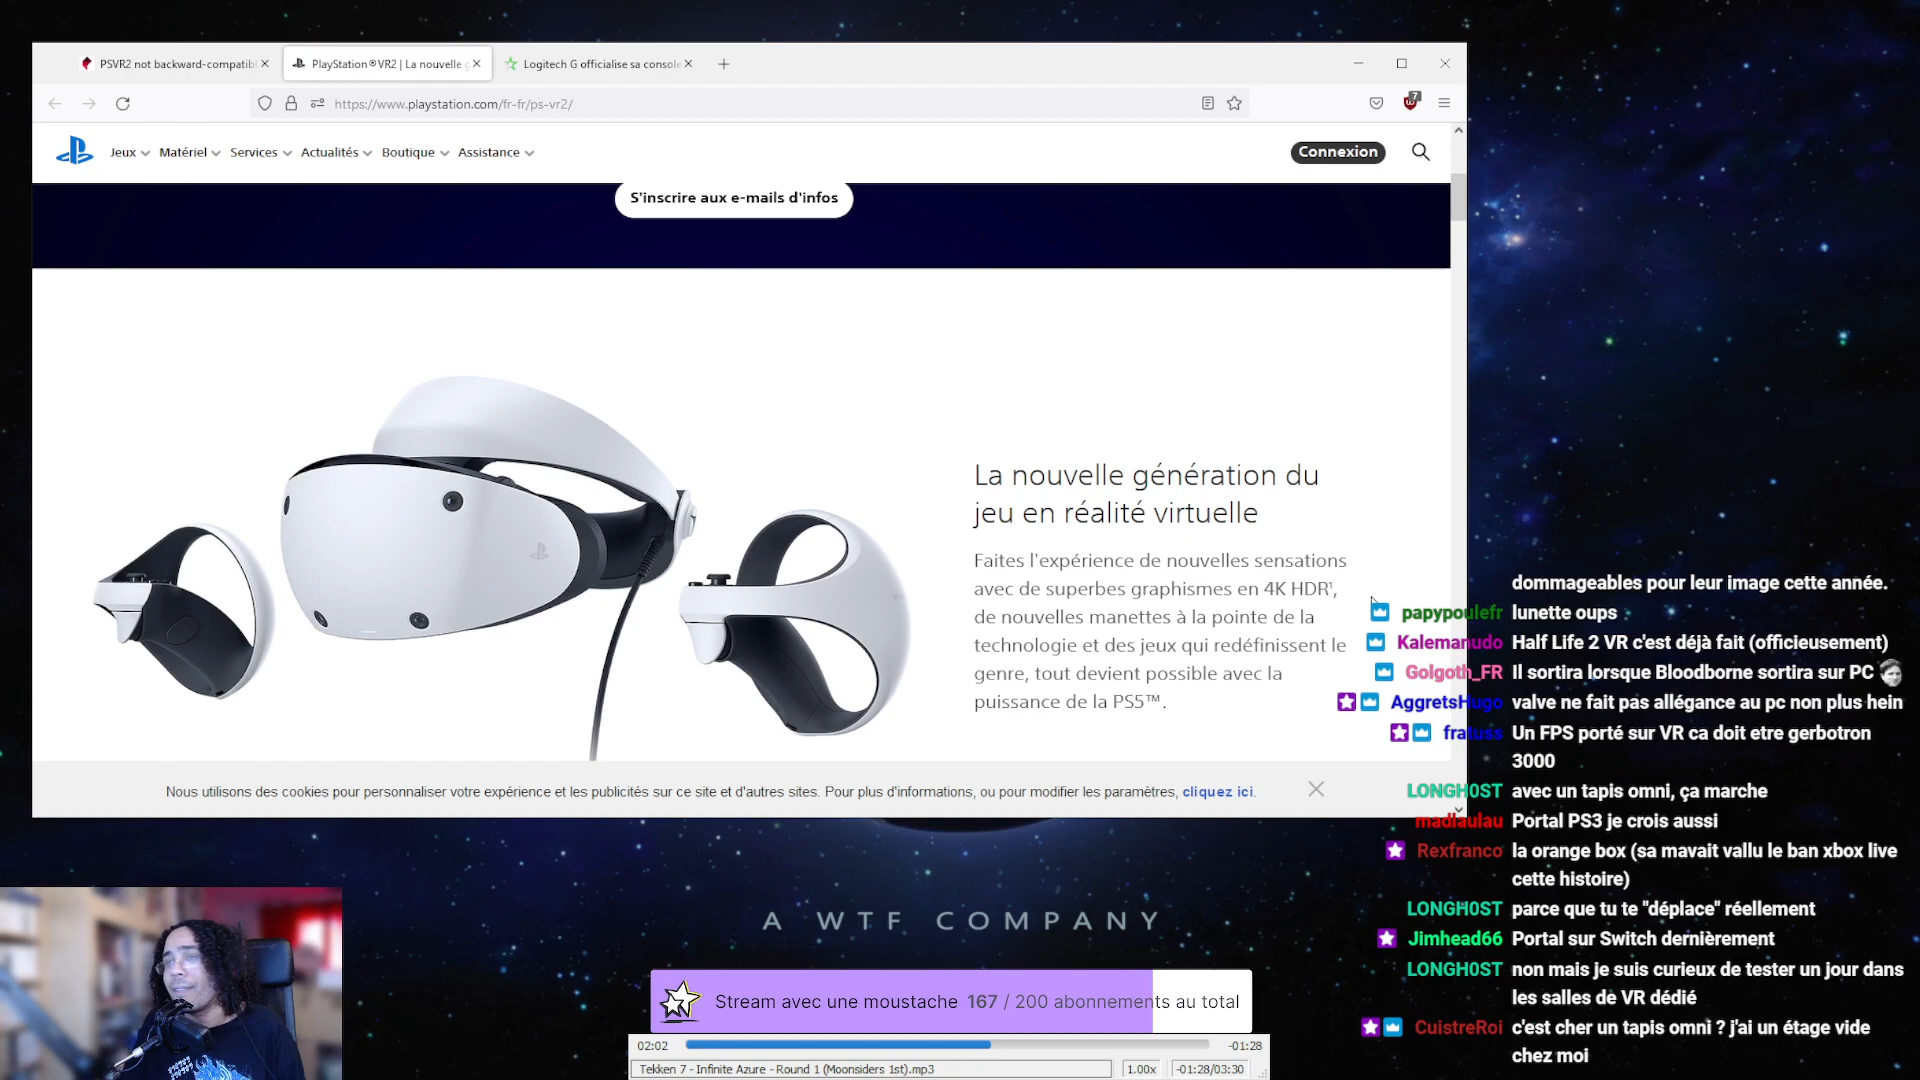 PSVR2 not backward-compatibl
PlayStation®VR2 | La nouvelle g
Logitech G officialise sa console
https://www.playstation.com/fr-fr/ps-vr2/
7
Jeux
Matériel
Services
Actualités
Boutique
Assistance
Connexion
S'inscrire aux e-mails d'infos
La nouvelle génération du
jeu en réalité virtuelle
Faites l'expérience de nouvelles sensations
avec de superbes graphismes en 4K HDR¹,
de nouvelles manettes à la pointe de la
technologie et des jeux qui redéfinissent le
genre, tout devient possible avec la
puissance de la PS5™.
Nous utilisons des cookies pour personnaliser votre expérience et les publicités sur ce site et d'autres sites. Pour plus d'informations, ou pour modifier les paramètres, cliquez ici.
dommageables pour leur image cette année.
papypoulefr lunette oups
Kalemanudo Half Life 2 VR c'est déjà fait (officieusement)
Golgoth_FR Il sortira lorsque Bloodborne sortira sur PC
AggretsHugo valve ne fait pas allégance au pc non plus hein
fratuss Un FPS porté sur VR ca doit etre gerbotron
3000
LONGH0ST avec un tapis omni, ça marche
madlaulau Portal PS3 je crois aussi
Rexfranco la orange box (sa mavait vallu le ban xbox live
cette histoire)
LONGH0ST parce que tu te "déplace" réellement
Jimhead66 Portal sur Switch dernièrement
LONGH0ST non mais je suis curieux de tester un jour dans
les salles de VR dédié
CuistreRoi c'est cher un tapis omni ? j'ai un étage vide
chez moi
A WTF COMPANY
Stream avec une moustache 167 / 200 abonnements au total
02:02
-01:28
Tekken 7 - Infinite Azure - Round 1 (Moonsiders 1st).mp3
1.00x
-01:28/03:30